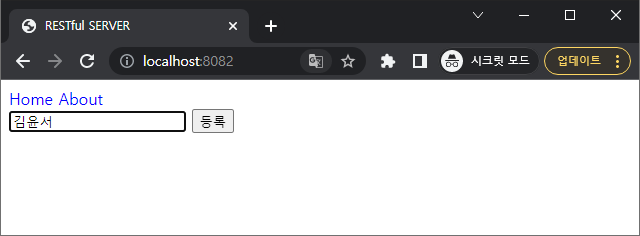 RESTful SERVER
localhost:8082
시크릿 모드
업데이트
Home About
김윤서
등록